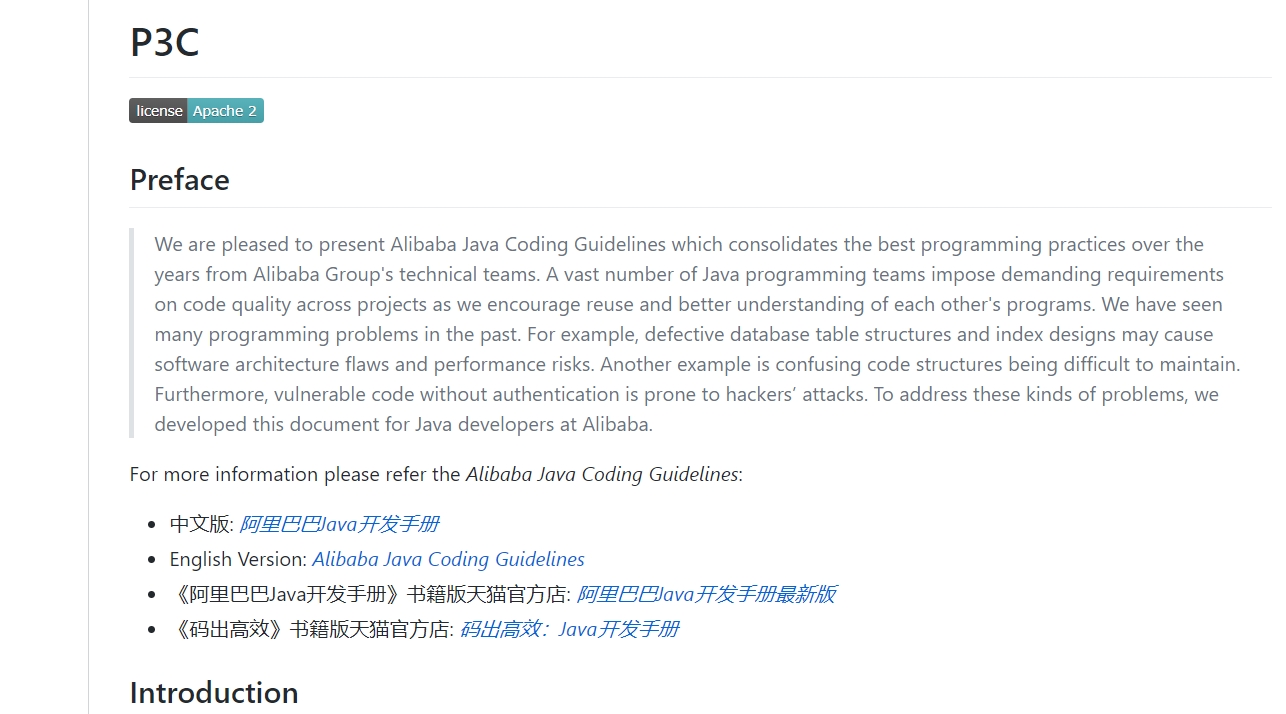 P3C
license Apache 2
Preface
We are pleased to present Alibaba Java Coding Guidelines which consolidates the best programming practices over the
years from Alibaba Group's technical teams. A vast number of Java programming teams impose demanding requirements
on code quality across projects as we encourage reuse and better understanding of each other's programs. We have seen
many programming problems in the past. For example, defective database table structures and index designs may cause
software architecture flaws and performance risks. Another example is confusing code structures being difficult to maintain.
Furthermore, vulnerable code without authentication is prone to hackers’ attacks. To address these kinds of problems, we
developed this document for Java developers at Alibaba.
For more information please refer the Alibaba Java Coding Guidelines:
• 中文版: 阿里巴巴Java开发手册
• English Version: Alibaba Java Coding Guidelines
• 《阿里巴巴Java开发手册》书籍版天猫官方店: 阿里巴巴Java开发手册最新版
• 《码出高效》书籍版天猫官方店: 码出高效：Java开发手册
Introduction